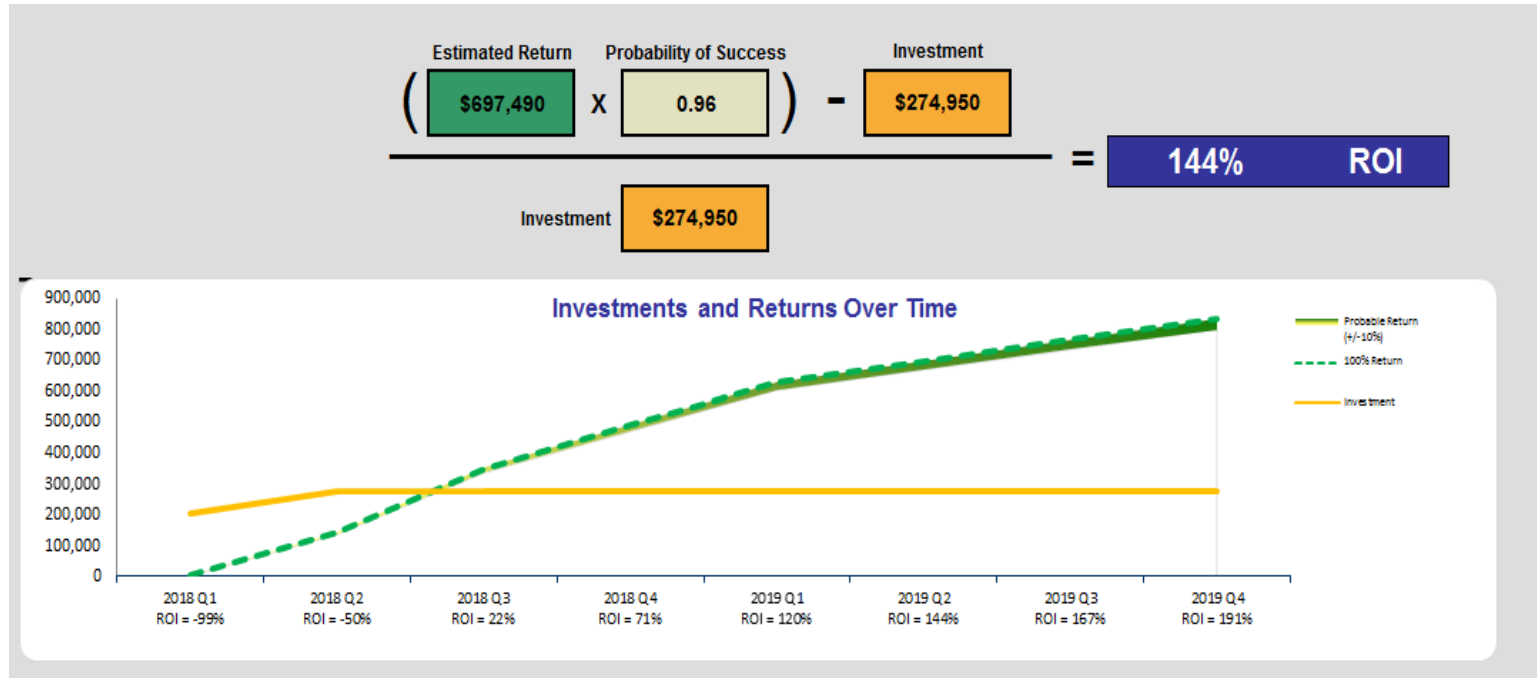 Estimated Return Probability of Success Investment
( $697,490 X 0.96 ) - $274,950
= 144% ROI
Investment $274,950
Investments and Returns Over Time
900,000
800,000
700,000
600,000
500,000
400,000
300,000
200,000
100,000
0
Probable Return
(+/-10%)
100% Return
Investment
2018 Q1 2018 Q2 2018 Q3 2018 Q4 2019 Q1 2019 Q2 2019 Q3 2019 Q4
ROI = -99% ROI = -50% ROI = 22% ROI = 71% ROI = 120% ROI = 144% ROI = 167% ROI = 191%